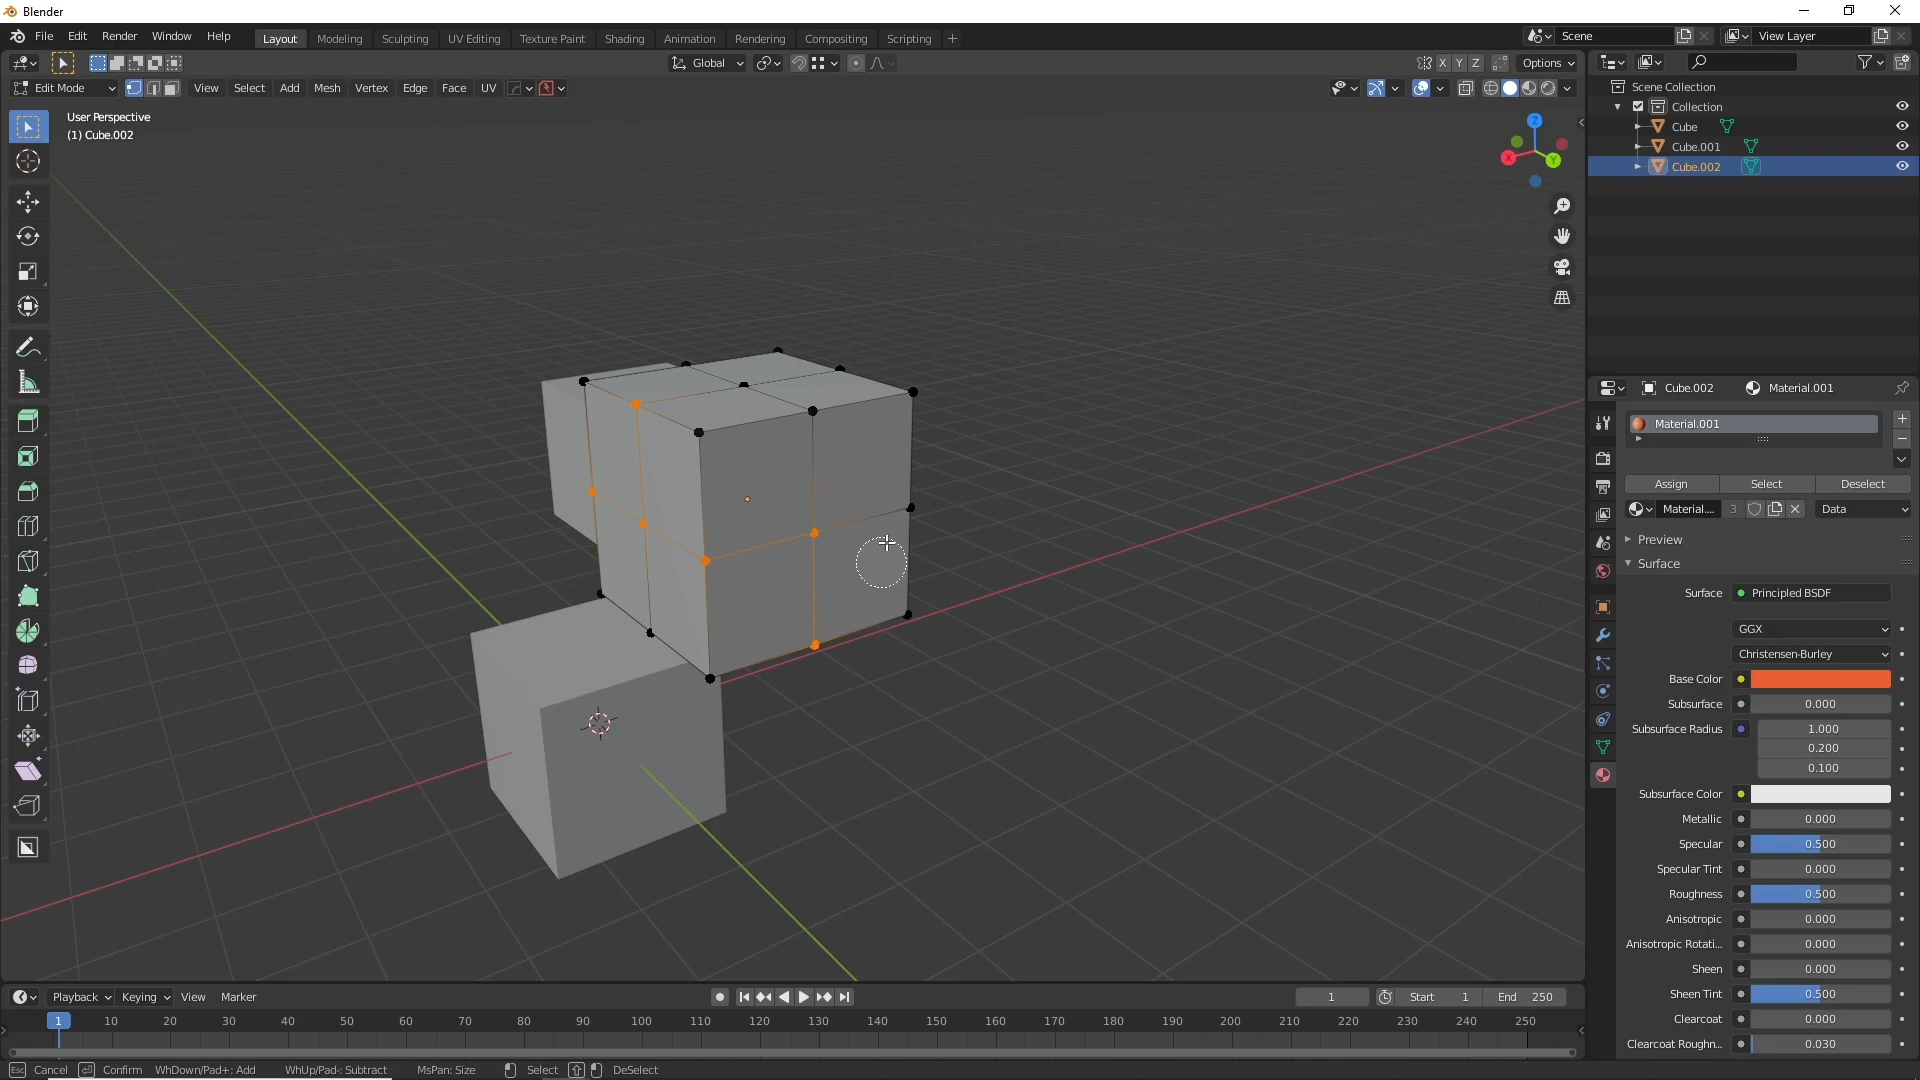 Blender
File Edit Render Window Help Layout Modeling Sculpting UV Editing Texture Paint Shading Animation Rendering Compositing Scripting + Scene View Layer
Global X Y Z Options
Edit Mode View Select Add Mesh Vertex Edge Face UV
User Perspective
(1) Cube.002
Z
X
Y
Scene Collection
Collection
Cube
Cube.001
Cube.002
Cube.002 Material.001
Material.001
Assign Select Deselect
Material.... 3 Data
Preview
Surface
Surface Principled BSDF
GGX
Christensen-Burley
Base Color
Subsurface 0.000
Subsurface Radius 1.000
0.200
0.100
Subsurface Color
Metallic 0.000
Specular 0.500
Specular Tint 0.000
Roughness 0.500
Anisotropic 0.000
Anisotropic Rotati... 0.000
Sheen 0.000
Sheen Tint 0.500
Clearcoat 0.000
Clearcoat Roughn... 0.030
Playback Keying View Marker 1 Start 1 End 250
1 10 20 30 40 50 60 70 80 90 100 110 120 130 140 150 160 170 180 190 200 210 220 230 240 250
Esc Cancel Confirm WhDown/Pad+: Add WhUp/Pad-: Subtract MsPan: Size Select DeSelect